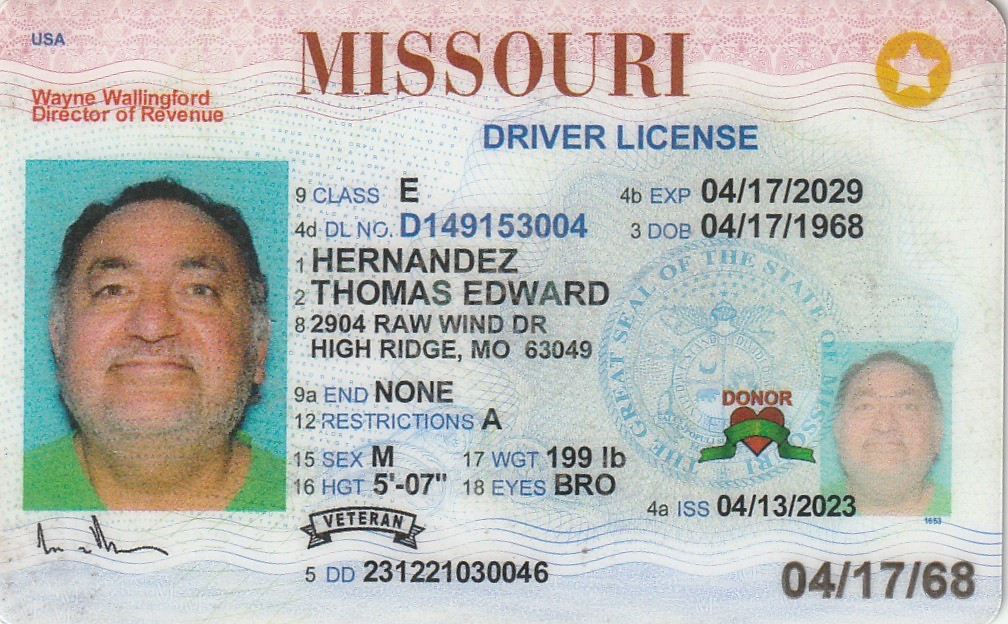 USA
MISSOURI
Wayne Wallingford
Director of Revenue
DRIVER LICENSE
9 CLASS E
4b EXP 04/17/2029
4d DL NO. D149153004
3 DOB 04/17/1968
1 HERNANDEZ
2 THOMAS EDWARD
8 2904 RAW WIND DR
HIGH RIDGE, MO 63049
9a END NONE
12 RESTRICTIONS A
DONOR
15 SEX M
17 WGT 199 lb
16 HGT 5'-07"
18 EYES BRO
4a ISS 04/13/2023
1653
VETERAN
5 DD 231221030046
04/17/68
THE GREAT SEAL OF THE STATE OF MISSOURI